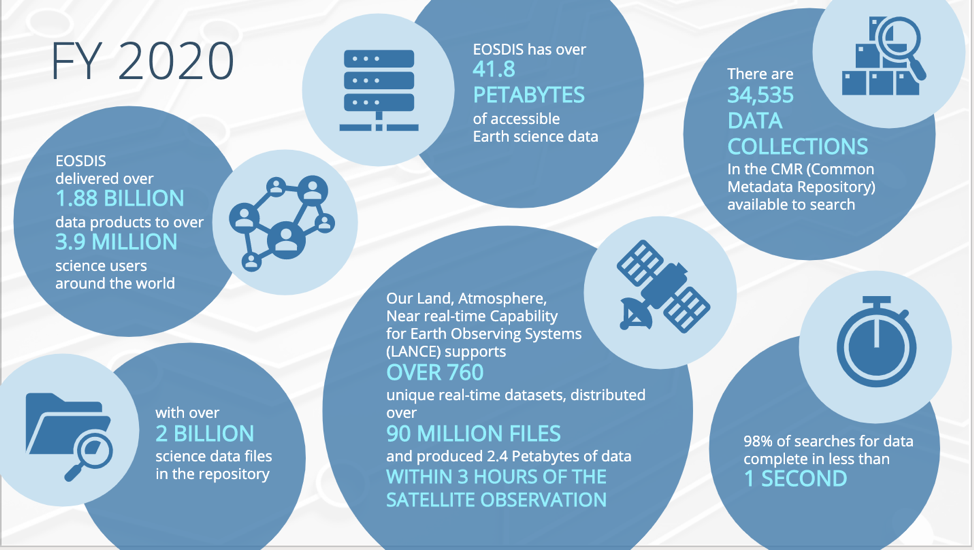 FY 2020
EOSDIS has over
41.8
PETABYTES
of accessible
Earth science data
There are
34,535
DATA
COLLECTIONS
In the CMR (Common
Metadata Repository)
available to search
EOSDIS
delivered over
1.88 BILLION
data products to over
3.9 MILLION
science users
around the world
Our Land, Atmosphere,
Near real-time Capability
for Earth Observing Systems
(LANCE) supports
OVER 760
unique real-time datasets, distributed
over
90 MILLION FILES
and produced 2.4 Petabytes of data
WITHIN 3 HOURS OF THE
SATELLITE OBSERVATION
with over
2 BILLION
science data files
in the repository
98% of searches for data
complete in less than
1 SECOND